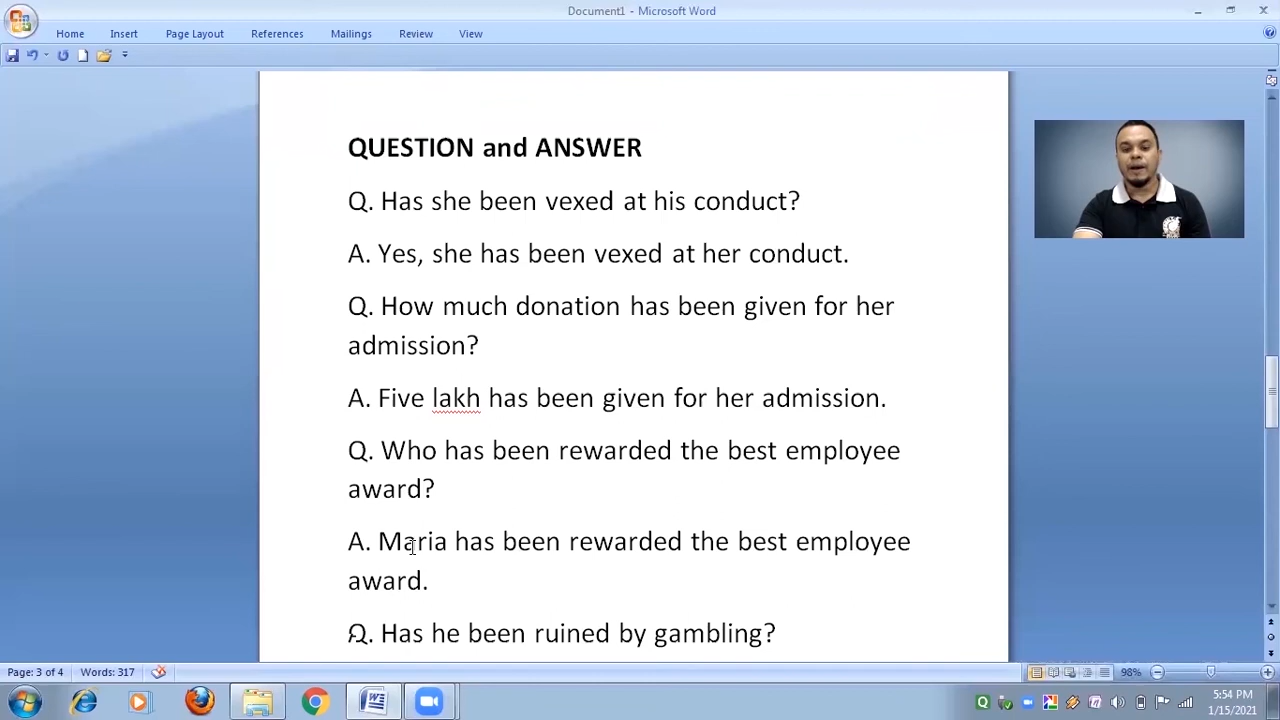 Document1 - Microsoft Word
Home Insert Page Layout References Mailings Review View
QUESTION and ANSWER
Q. Has she been vexed at his conduct?
A. Yes, she has been vexed at her conduct.
Q. How much donation has been given for her
admission?
A. Five lakh has been given for her admission.
Q. Who has been rewarded the best employee
award?
A. Maria has been rewarded the best employee
award.
Q. Has he been ruined by gambling?
Page: 3 of 4 Words: 317 98%
5:54 PM
1/15/2021